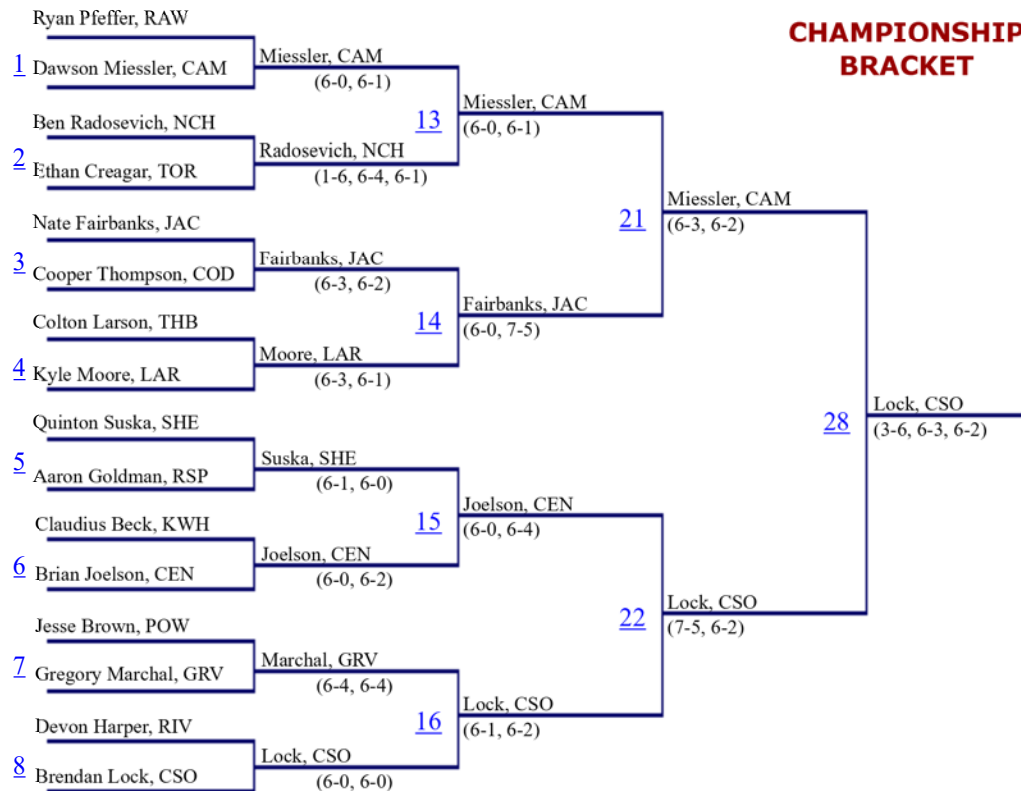 CHAMPIONSHIP
BRACKET
Ryan Pfeffer, RAW
1
Dawson Miessler, CAM
Miessler, CAM
(6-0, 6-1)
Ben Radosevich, NCH
2
Ethan Creagar, TOR
Radosevich, NCH
(1-6, 6-4, 6-1)
13
Miessler, CAM
(6-0, 6-1)
Nate Fairbanks, JAC
3
Cooper Thompson, COD
Fairbanks, JAC
(6-3, 6-2)
Colton Larson, THB
4
Kyle Moore, LAR
Moore, LAR
(6-3, 6-1)
14
Fairbanks, JAC
(6-0, 7-5)
21
Miessler, CAM
(6-3, 6-2)
Quinton Suska, SHE
5
Aaron Goldman, RSP
Suska, SHE
(6-1, 6-0)
Claudius Beck, KWH
6
Brian Joelson, CEN
Joelson, CEN
(6-0, 6-2)
15
Joelson, CEN
(6-0, 6-4)
Jesse Brown, POW
7
Gregory Marchal, GRV
Marchal, GRV
(6-4, 6-4)
Devon Harper, RIV
8
Brendan Lock, CSO
Lock, CSO
(6-0, 6-0)
16
Lock, CSO
(6-1, 6-2)
22
Lock, CSO
(7-5, 6-2)
28
Lock, CSO
(3-6, 6-3, 6-2)